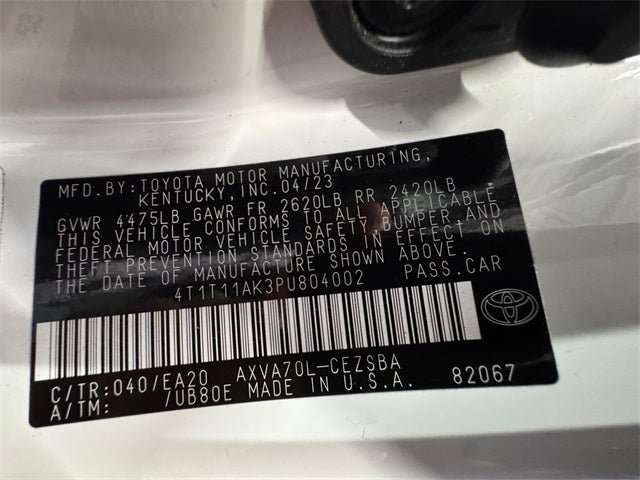 MFD. BY: TOYOTA MOTOR MANUFACTURING,
KENTUCKY, INC. 04/23
GVWR 4475LB GAWR FR 2620LB RR 2420LB
THIS VEHICLE CONFORMS TO ALL APPLICABLE
FEDERAL MOTOR VEHICLE SAFETY BUMPER AND
THEFT PREVENTION STANDARDS IN EFFECT ON
THE DATE OF MANUFACTURE SHOWN ABOVE.
4T1T11AK3PU804002 PASS. CAR
C/TR: 040/EA20 AXVA70L-CEZSBA
A/TM: /UB80E MADE IN U.S.A. 82067